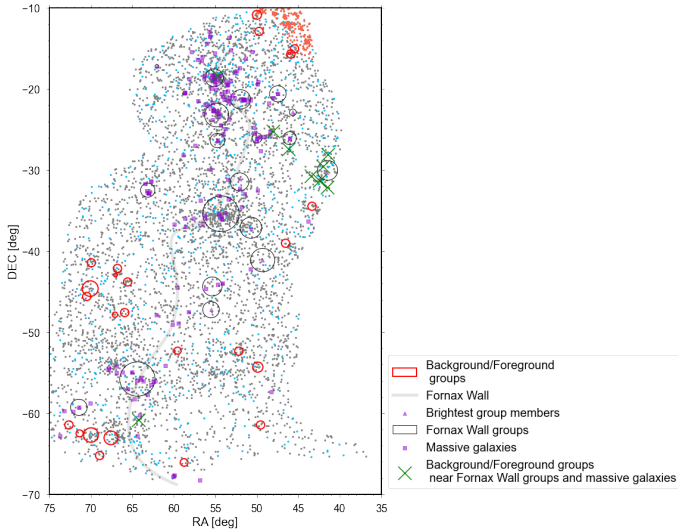 −10
−20
−30
−40
−50
−60
−70
DEC [deg]
75 70 65 60 55 50 45 40 35
RA [deg]
Background/Foreground
groups
Fornax Wall
Brightest group members
Fornax Wall groups
Massive galaxies
Background/Foreground groups
near Fornax Wall groups and massive galaxies